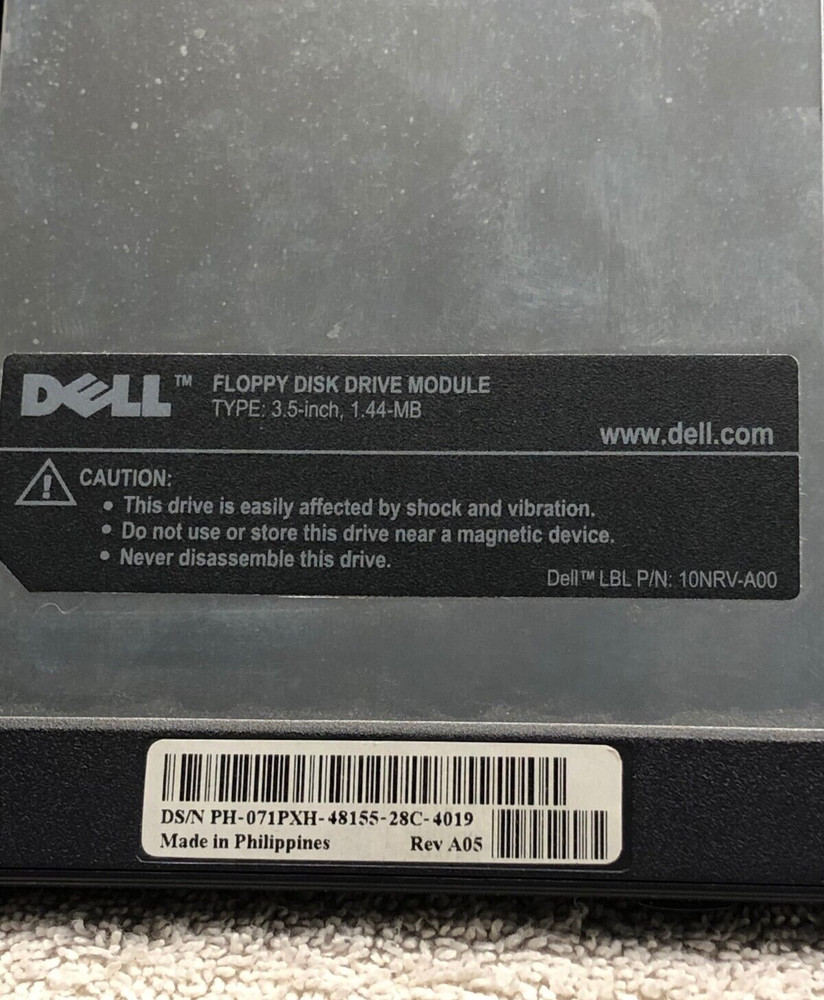 DELL™ FLOPPY DISK DRIVE MODULE
TYPE: 3.5-inch, 1.44-MB
www.dell.com
CAUTION:
• This drive is easily affected by shock and vibration.
• Do not use or store this drive near a magnetic device.
• Never disassemble this drive.
Dell™ LBL P/N: 10NRV-A00
DS/N PH-071PXH-48155-28C-4019
Made in Philippines Rev A05